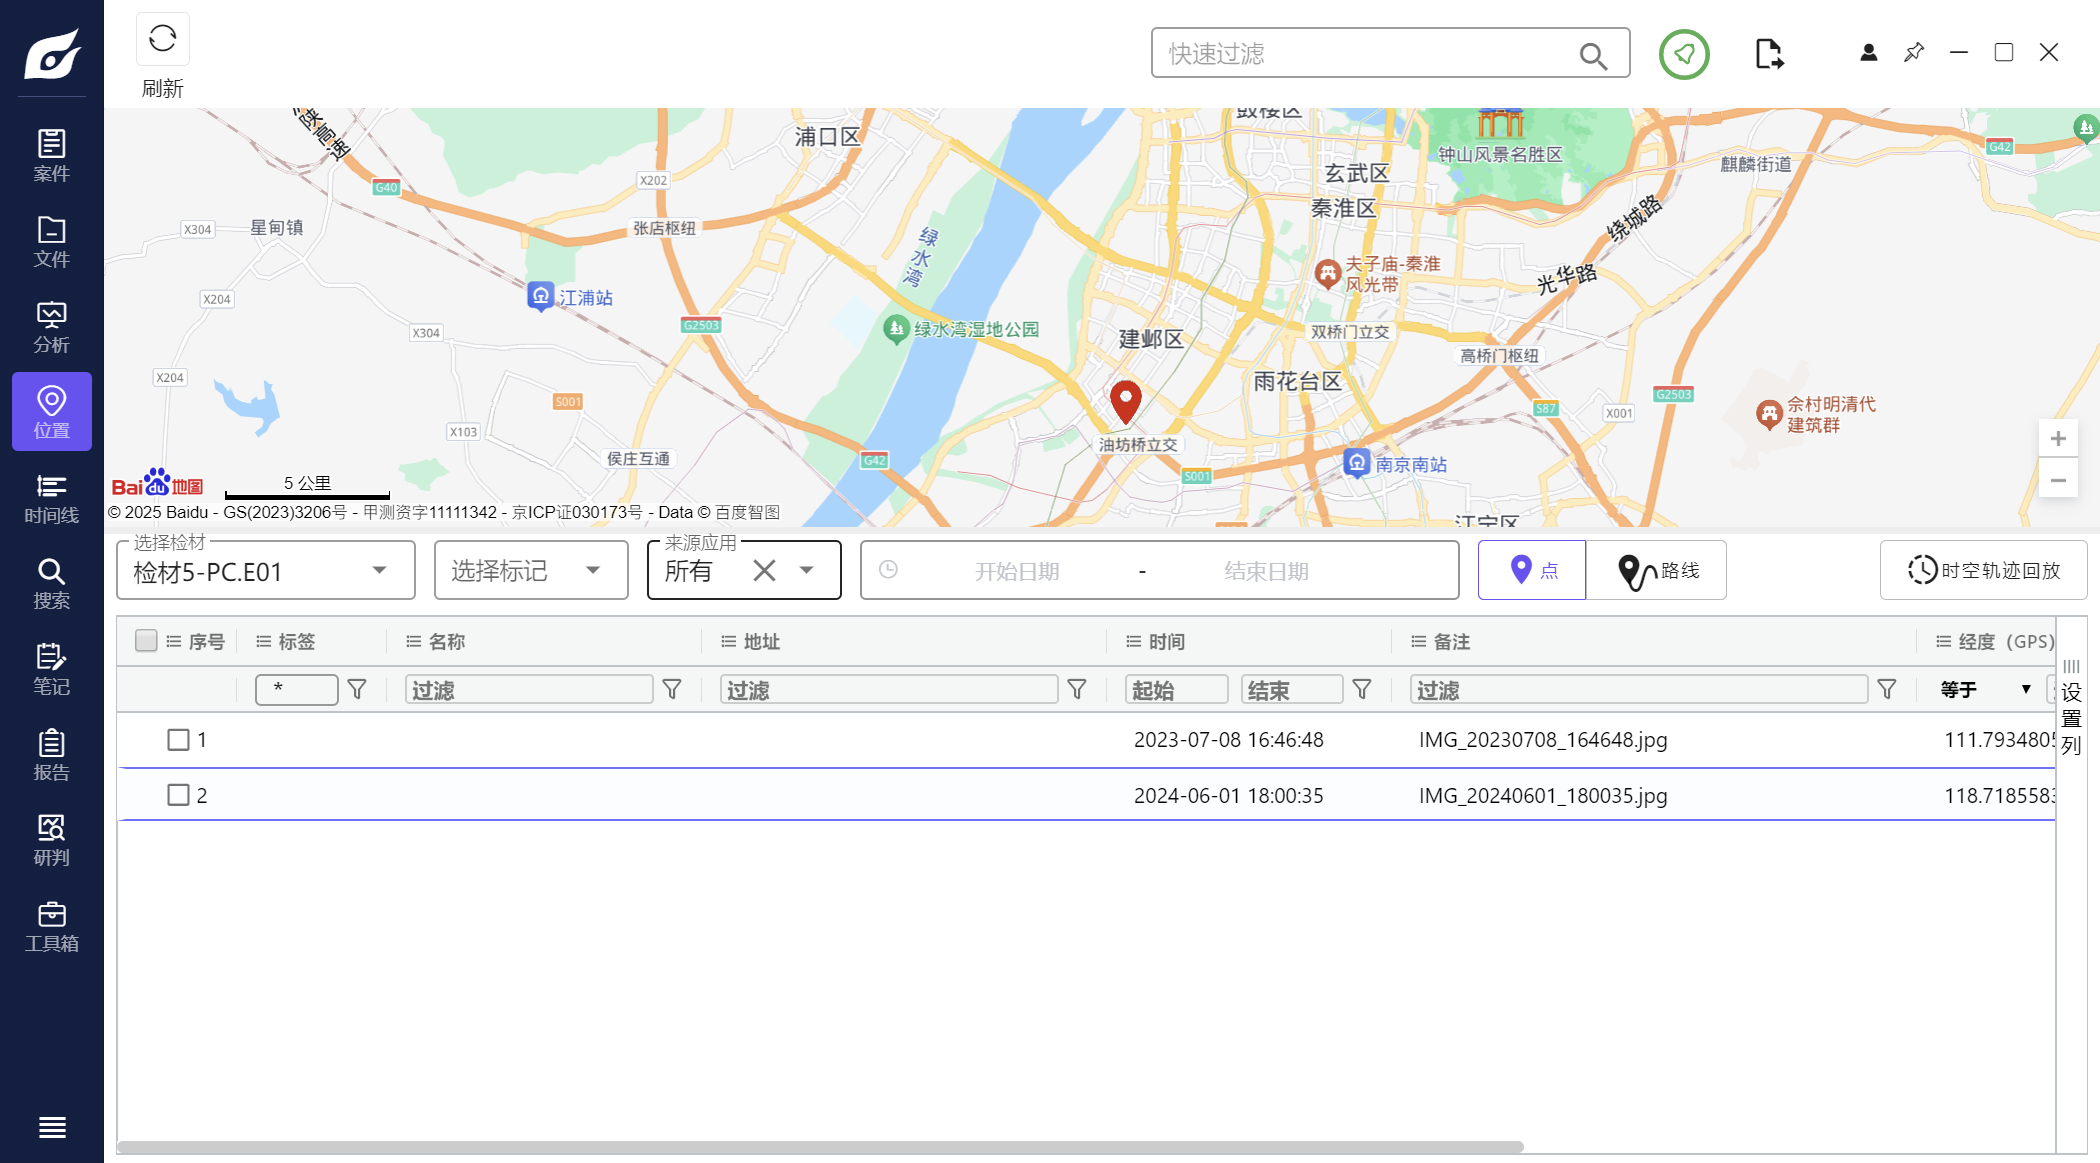 刷新
快速过滤
案件
文件
分析
位置
时间线
搜索
笔记
报告
研判
工具箱
陕高速
浦口区
鼓楼区
钟山风景名胜区
玄武区
秦淮区
麒麟街道
G42
绕城路
光华路
X202
G40
X304
星甸镇
张店枢纽
绿水湾
夫子庙-秦淮
风光带
江浦站
X204
X304
G2503
绿水湾湿地公园
建邺区
双桥门立交
高桥门枢纽
X204
雨花台区
S001
G2503
S87
X001
佘村明清代
建筑群
X103
油坊桥立交
侯庄互通
G42
S001
南京南站
江宁区
+
−
Bai du 地图
5 公里
© 2025 Baidu - GS(2023)3206号 - 甲测资字11111342 - 京ICP证030173号 - Data © 百度智图
选择检材
检材5-PC.E01
选择标记
来源应用
所有
开始日期 - 结束日期
点
路线
时空轨迹回放
序号 标签 名称 地址 时间 备注 经度（GPS）
* 过滤 过滤 起始 结束 过滤 等于
设置列
1 2023-07-08 16:46:48 IMG_20230708_164648.jpg 111.7934805
2 2024-06-01 18:00:35 IMG_20240601_180035.jpg 118.7185583